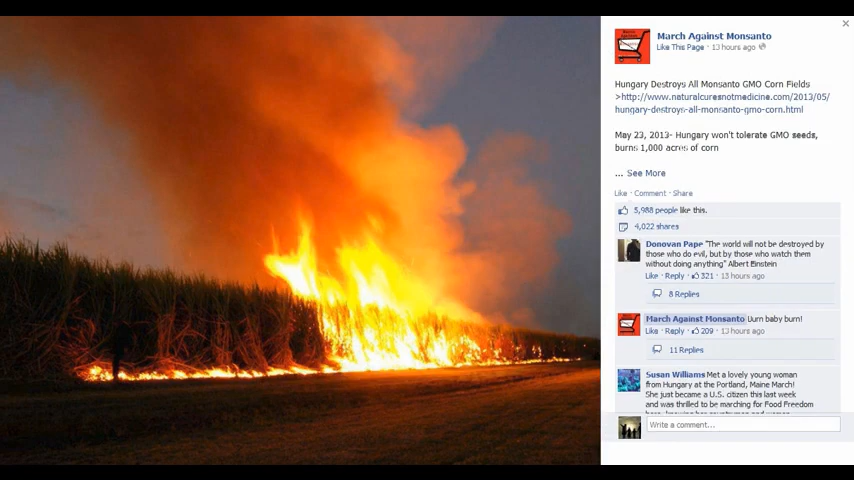 March Against Monsanto
Like This Page · 13 hours ago
Hungary Destroys All Monsanto GMO Corn Fields
>http://www.naturalcuresnotmedicine.com/2013/05/
hungary-destroys-all-monsanto-gmo-corn.html
May 23, 2013- Hungary won't tolerate GMO seeds,
burns 1,000 acres of corn
... See More
Like · Comment · Share
5,988 people like this.
4,022 shares
Donovan Pape "The world will not be destroyed by
those who do evil, but by those who watch them
without doing anything" Albert Einstein
Like · Reply · 321 · 13 hours ago
8 Replies
March Against Monsanto baby burn!
Like · Reply · 209 · 13 hours ago
11 Replies
Susan Williams Met a lovely young woman
from Hungary at the Portland, Maine March!
She just became a U.S. citizen this last week
and was thrilled to be marching for Food Freedom
Write a comment...